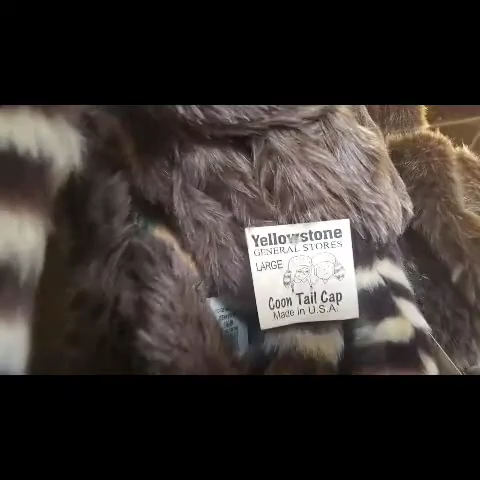 Yellowstone
GENERAL STORES
LARGE
Coon Tail Cap
Made in U.S.A.